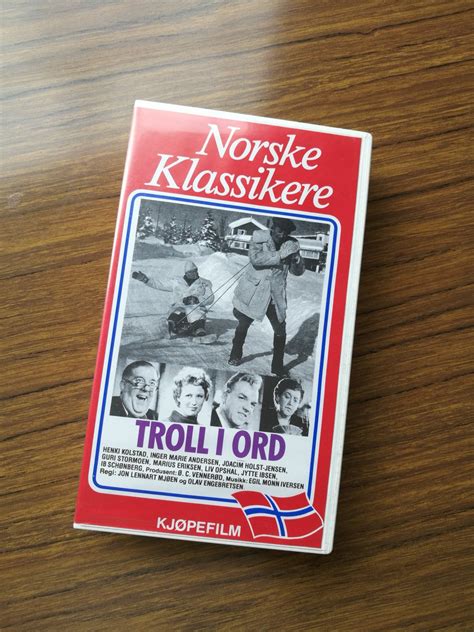 Norske
Klassikere
TROLL I ORD
HENKI KOLSTAD, INGER MARIE ANDERSEN, JOACIM HOLST-JENSEN,
GURI STORMOEN, MARIUS ERIKSEN, LIV OPSHAL, JYTTE IBSEN,
IB SCHØNBERG, Produsent: Ø. C. VENNERØD, Musikk: EGIL MONN IVERSEN
Regi: JON LENNART MJØEN og OLAV ENGEBRETSEN
KJØPEFILM